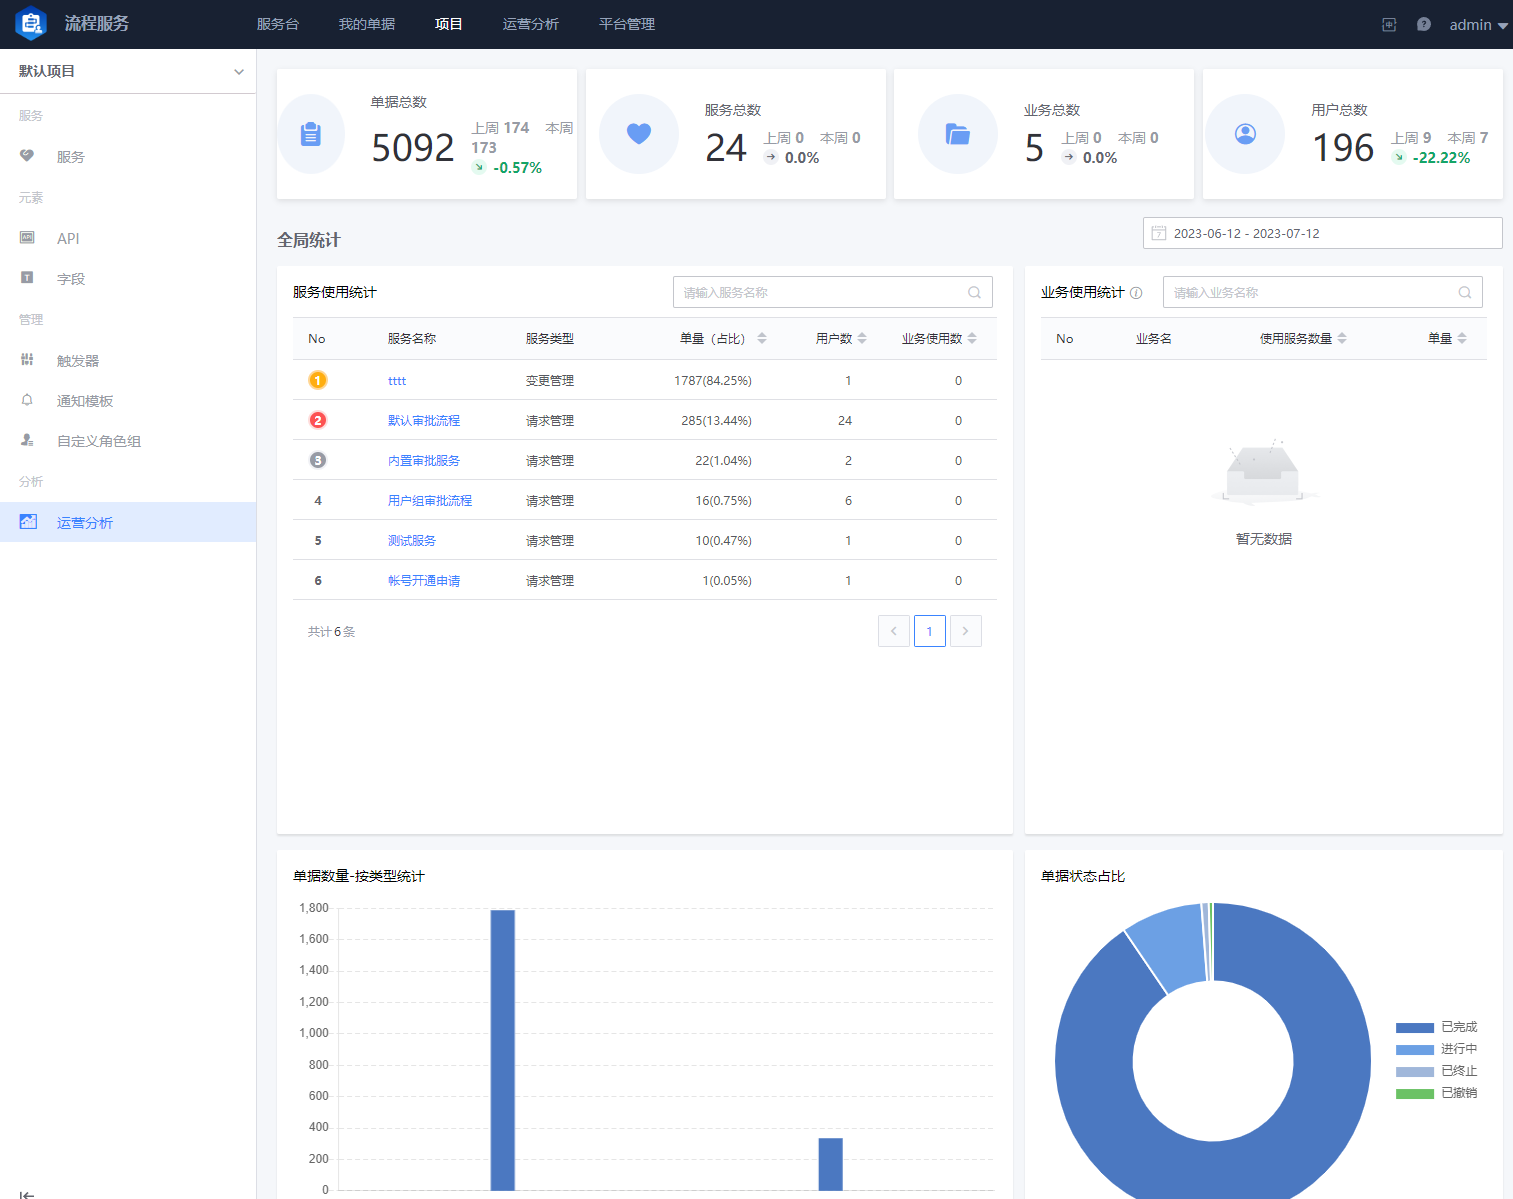 流程服务 服务台 我的单据 项目 运营分析 平台管理 admin
默认项目
服务
服务
元素
API
字段
管理
触发器
通知模板
自定义角色组
分析
运营分析
单据总数
5092 上周 174 本周
173
-0.57%
服务总数
24 上周 0 本周 0
0.0%
业务总数
5 上周 0 本周 0
0.0%
用户总数
196 上周 9 本周 7
-22.22%
全局统计 7 2023-06-12 - 2023-07-12
服务使用统计 请输入服务名称
No 服务名称 服务类型 单量（占比） 用户数 业务使用数
1 tttt 变更管理 1787(84.25%) 1 0
2 默认审批流程 请求管理 285(13.44%) 24 0
3 内置审批服务 请求管理 22(1.04%) 2 0
4 用户组审批流程 请求管理 16(0.75%) 6 0
5 测试服务 请求管理 10(0.47%) 1 0
6 帐号开通申请 请求管理 1(0.05%) 1 0
共计 6 条 1
业务使用统计 请输入业务名称
No 业务名 使用服务数量 单量
暂无数据
单据数量-按类型统计
1,800
1,600
1,400
1,200
1,000
800
600
400
200
0
单据状态占比
已完成
进行中
已终止
已撤销